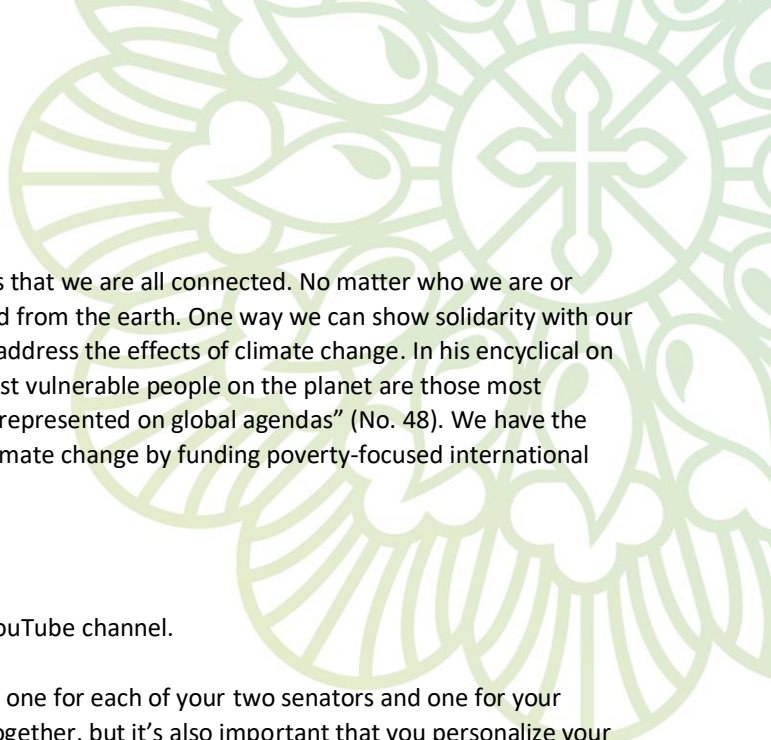 s that we are all connected. No matter who we are or
d from the earth. One way we can show solidarity with our
address the effects of climate change. In his encyclical on
st vulnerable people on the planet are those most
represented on global agendas” (No. 48). We have the
mate change by funding poverty-focused international
ouTube channel.
one for each of your two senators and one for your
ogether, but it’s also important that you personalize your